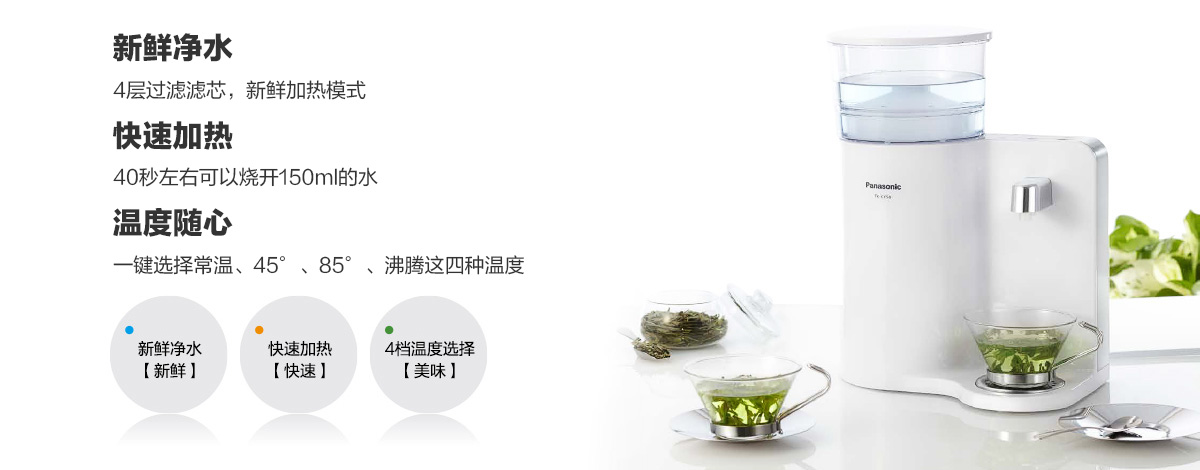 新鲜净水
4层过滤滤芯，新鲜加热模式
快速加热
40秒左右可以烧开150ml的水
温度随心
一键选择常温、45°、85°、沸腾这四种温度
新鲜净水
【 新鲜 】
快速加热
【 快速 】
4档温度选择
【 美味 】
Panasonic